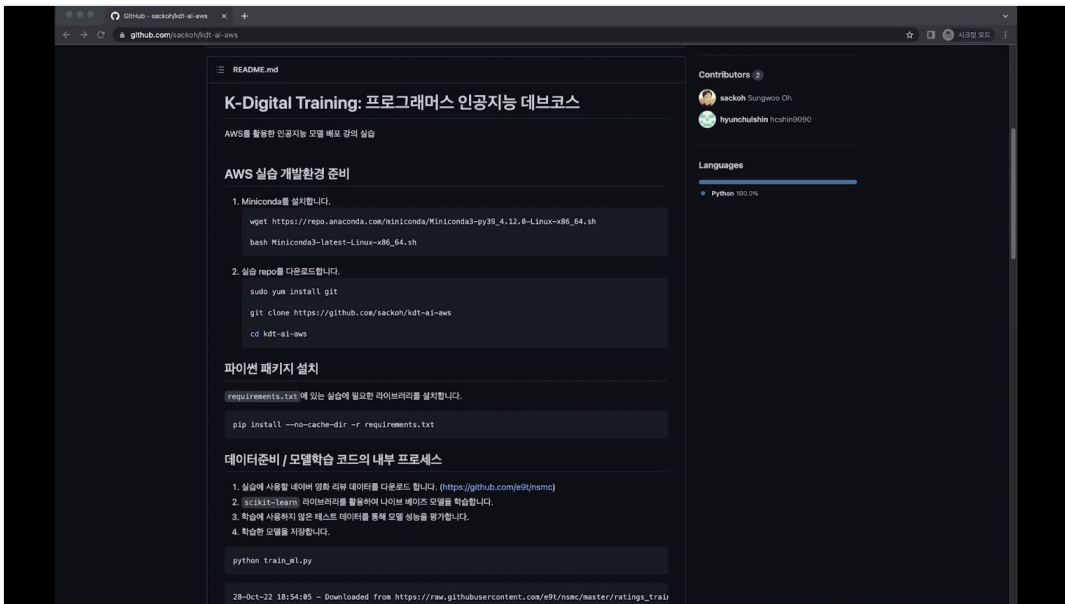 GitHub - sackoh/kdt-ai-aws
github.com/sackoh/kdt-ai-aws
시크릿 모드
README.md
K-Digital Training: 프로그래머스 인공지능 데브코스
AWS를 활용한 인공지능 모델 배포 강의 실습
AWS 실습 개발환경 준비
1. Miniconda를 설치합니다.
wget https://repo.anaconda.com/miniconda/Miniconda3-py39_4.12.0-Linux-x86_64.sh
bash Miniconda3-latest-Linux-x86_64.sh
2. 실습 repo를 다운로드합니다.
sudo yum install git
git clone https://github.com/sackoh/kdt-ai-aws
cd kdt-ai-aws
파이썬 패키지 설치
requirements.txt에 있는 실습에 필요한 라이브러리를 설치합니다.
pip install --no-cache-dir -r requirements.txt
데이터준비 / 모델학습 코드의 내부 프로세스
1. 실습에 사용할 네이버 영화 리뷰 데이터를 다운로드 합니다. (https://github.com/e9t/nsmc)
2. scikit-learn 라이브러리를 활용하여 나이브 베이즈 모델을 학습합니다.
3. 학습에 사용하지 않은 테스트 데이터를 통해 모델 성능을 평가합니다.
4. 학습한 모델을 저장합니다.
python train_ml.py
28-Oct-22 18:54:05 - Downloaded from https://raw.githubusercontent.com/e9t/nsmc/master/ratings_trai
Contributors 2
sackoh Sungwoo Oh
hyunchulshin hcshin9090
Languages
Python 100.0%